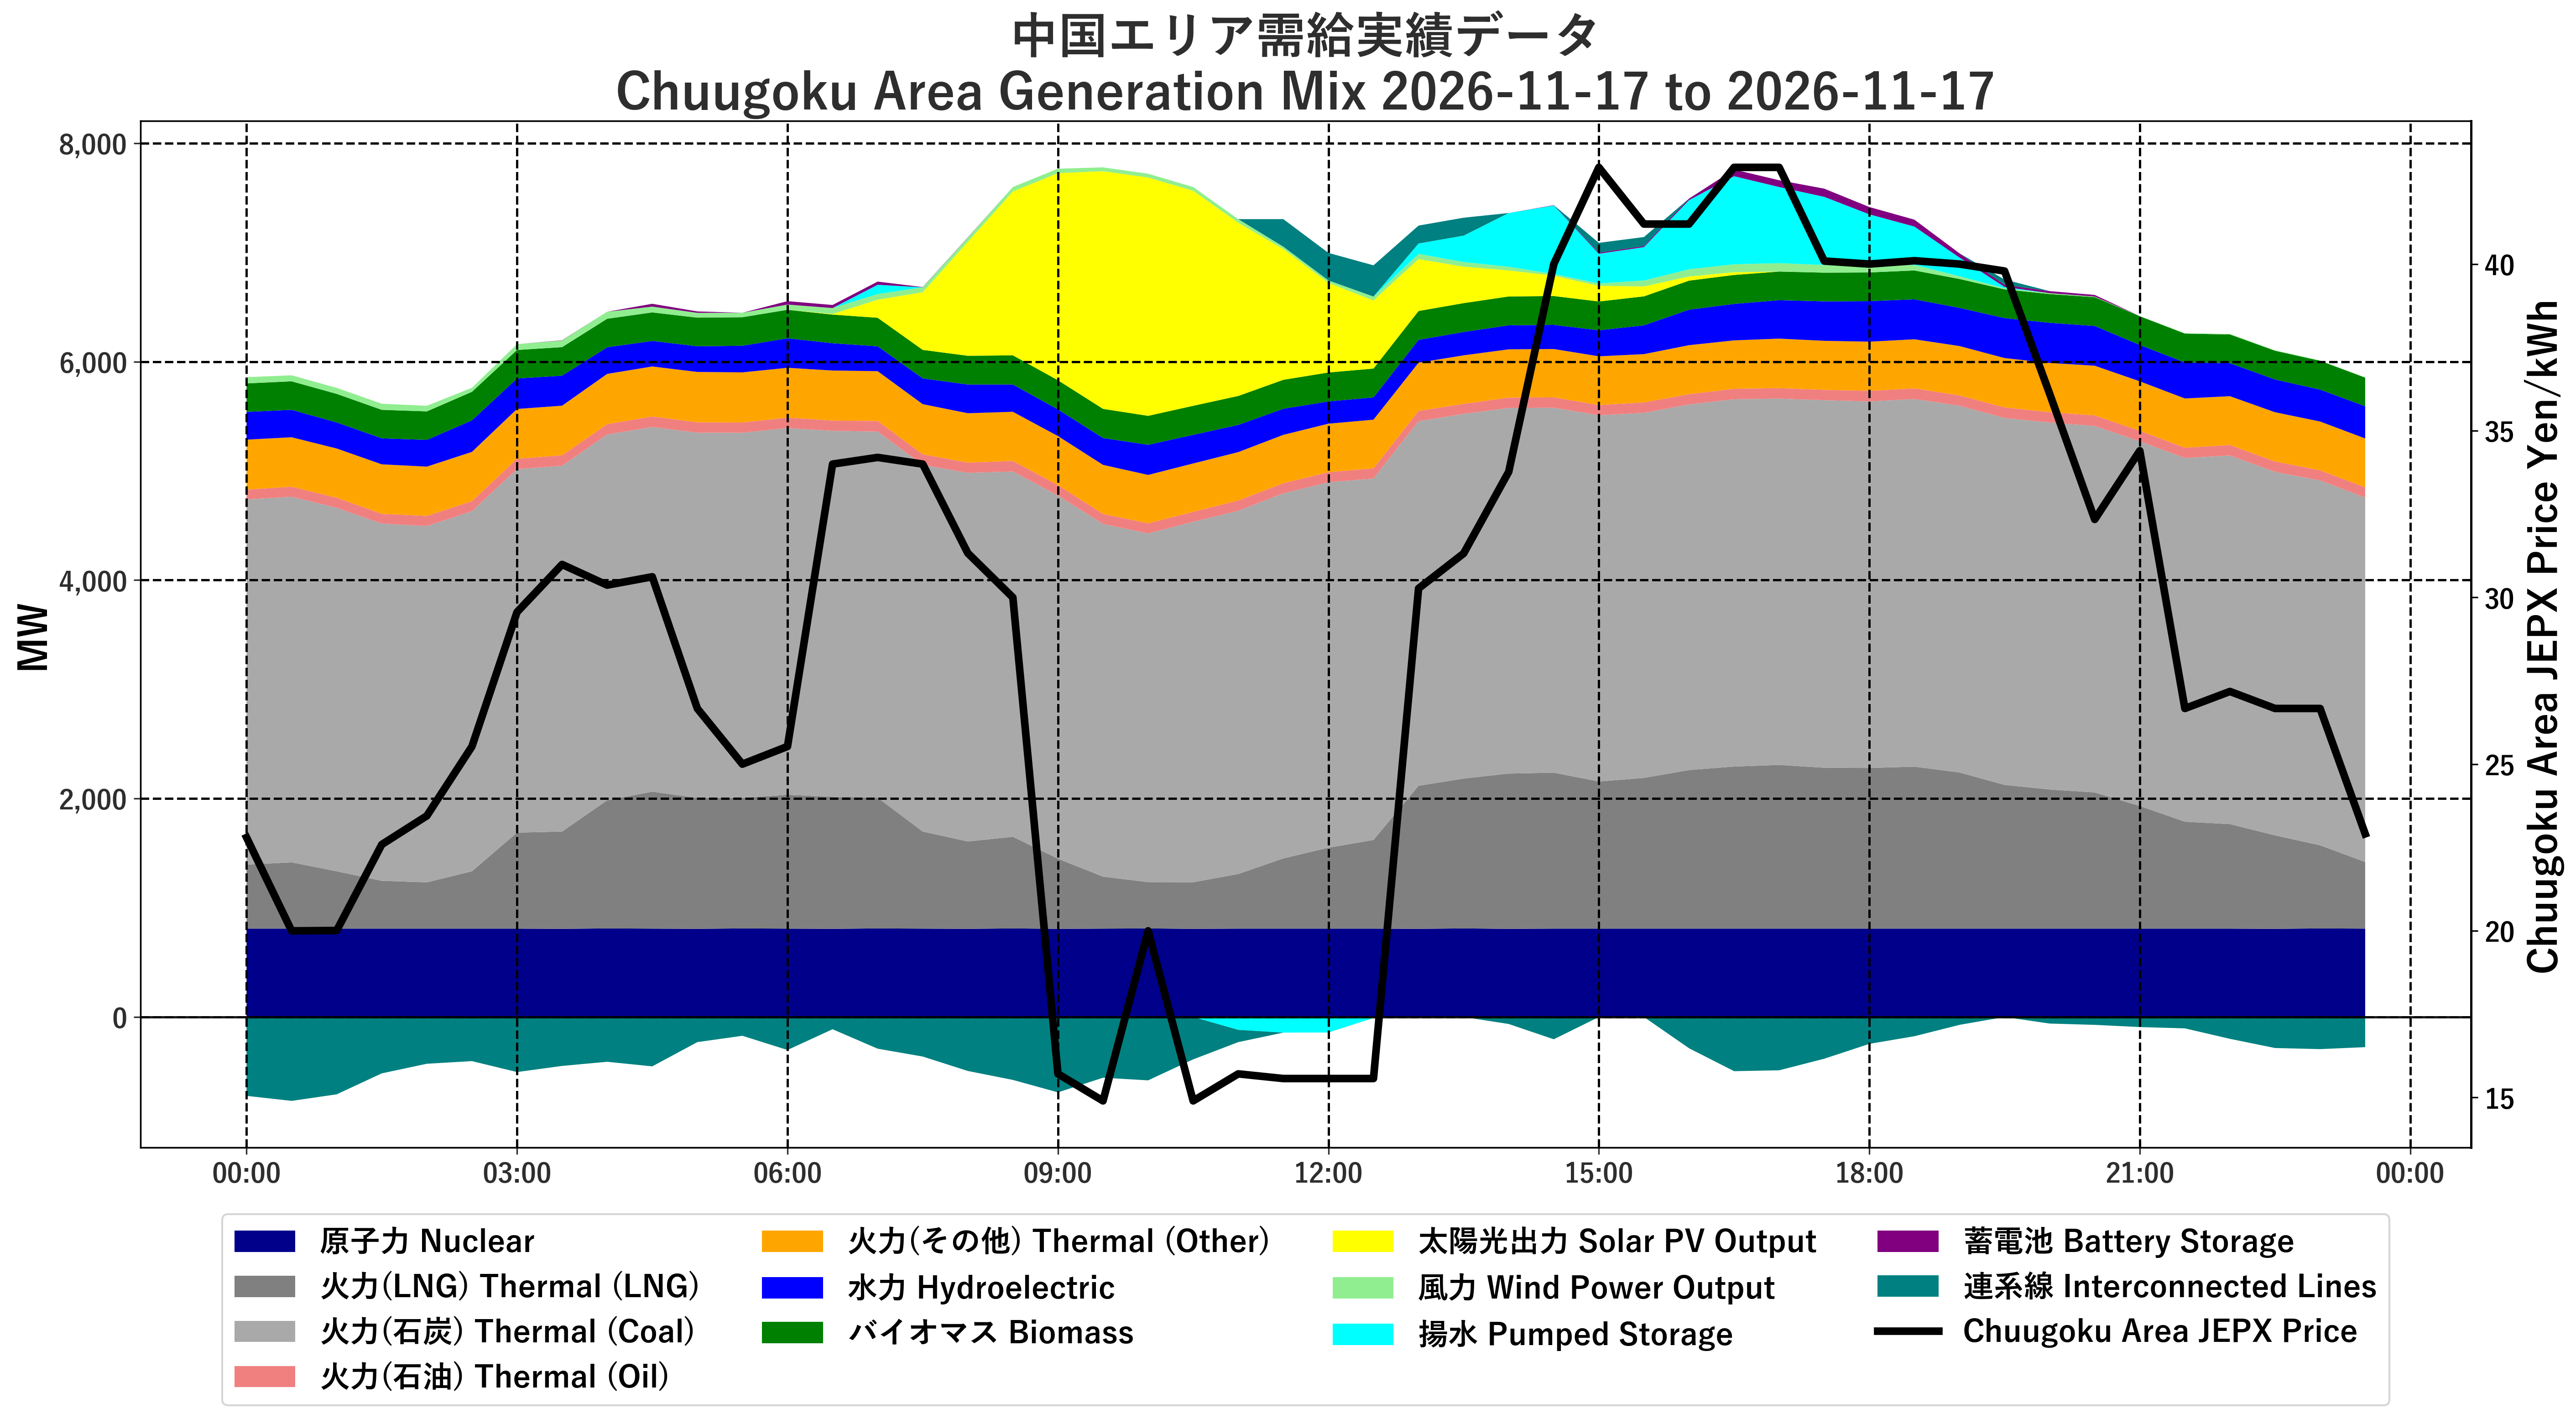 中国エリア需給実績データ
Chuugoku Area Generation Mix 2026-11-17 to 2026-11-17
MW
8,000
6,000
4,000
2,000
0
40
35
30
25
20
15
Chuugoku Area JEPX Price Yen/kWh
00:00 03:00 06:00 09:00 12:00 15:00 18:00 21:00 00:00
原子力 Nuclear
火力(LNG) Thermal (LNG)
火力(石炭) Thermal (Coal)
火力(石油) Thermal (Oil)
火力(その他) Thermal (Other)
水力 Hydroelectric
バイオマス Biomass
太陽光出力 Solar PV Output
風力 Wind Power Output
揚水 Pumped Storage
蓄電池 Battery Storage
連系線 Interconnected Lines
Chuugoku Area JEPX Price